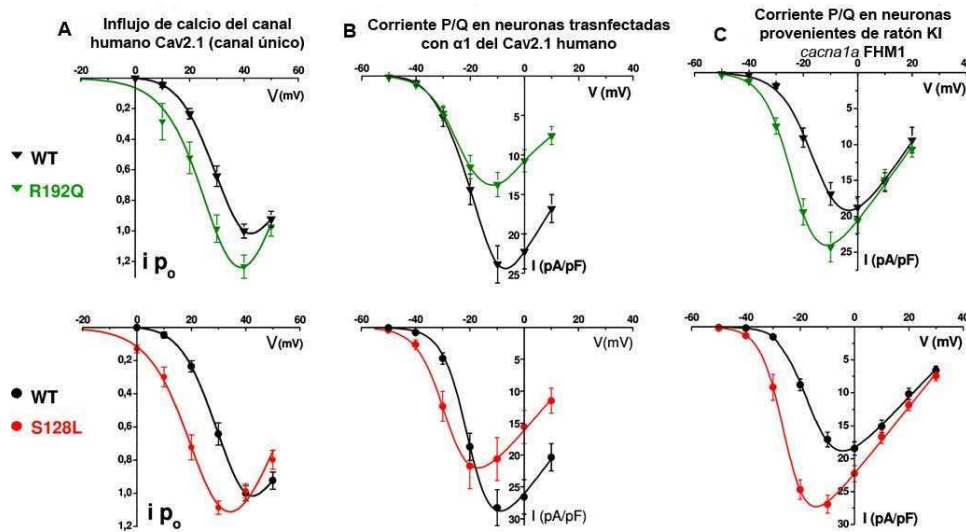 A
Influjo de calcio del canal
humano Cav2.1 (canal único)
B
Corriente P/Q en neuronas trasnfectadas
con α1 del Cav2.1 humano
C
Corriente P/Q en neuronas
provenientes de ratón KI
cacna1a FHM1
-20 0 20 40 60
V(mV)
0,2
0,4
0,6
0,8
1,0
1,2
i po
WT
R192Q
-60 -40 -20 0 20
V (mV)
5
10
15
20
25
I (pA/pF)
-60 -40 -20 0 20
V (mV)
5
10
15
20
25
I (pA/pF)
-20 0 20 40 60
V(mV)
0,2
0,4
0,6
0,8
1,0
1,2
i po
WT
S128L
-60 -40 -20 0 20
V(mV)
5
10
15
20
25
30
I (pA/pF)
-60 -40 -20 0 20
V (mV)
5
10
15
20
25
30
I (pA/pF)